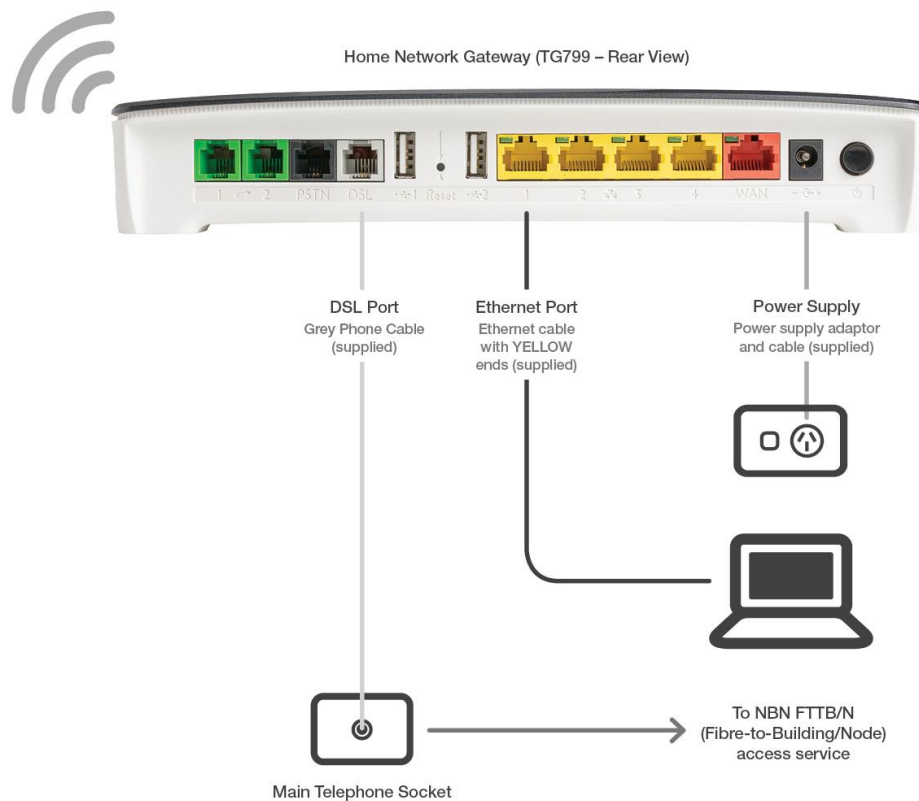 Home Network Gateway (TG799 – Rear View)
1 2 PSTN DSL 1 Reset 2 1 2 3 4 WAN
DSL Port
Grey Phone Cable
(supplied)
Ethernet Port
Ethernet cable
with YELLOW
ends (supplied)
Power Supply
Power supply adaptor
and cable (supplied)
To NBN FTTB/N
(Fibre-to-Building/Node)
access service
Main Telephone Socket